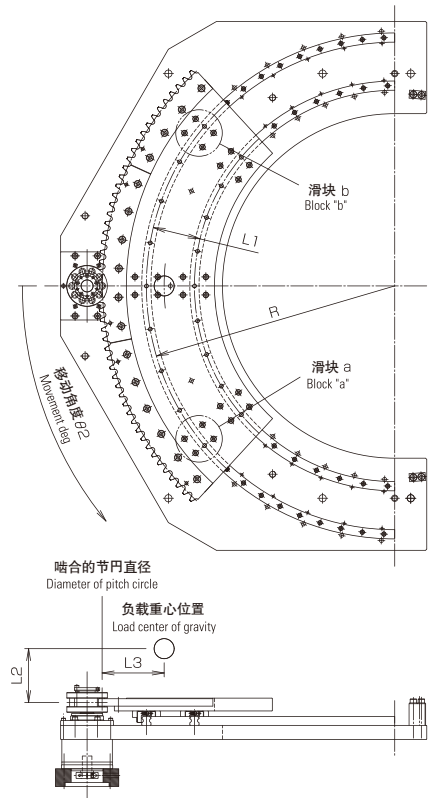 滑块 b
Block "b"
L1
R
滑块 a
Block "a"
移动角度 θ2
Movement deg
啮合的节円直径
Diameter of pitch circle
负载重心位置
Load center of gravity
L3
L2